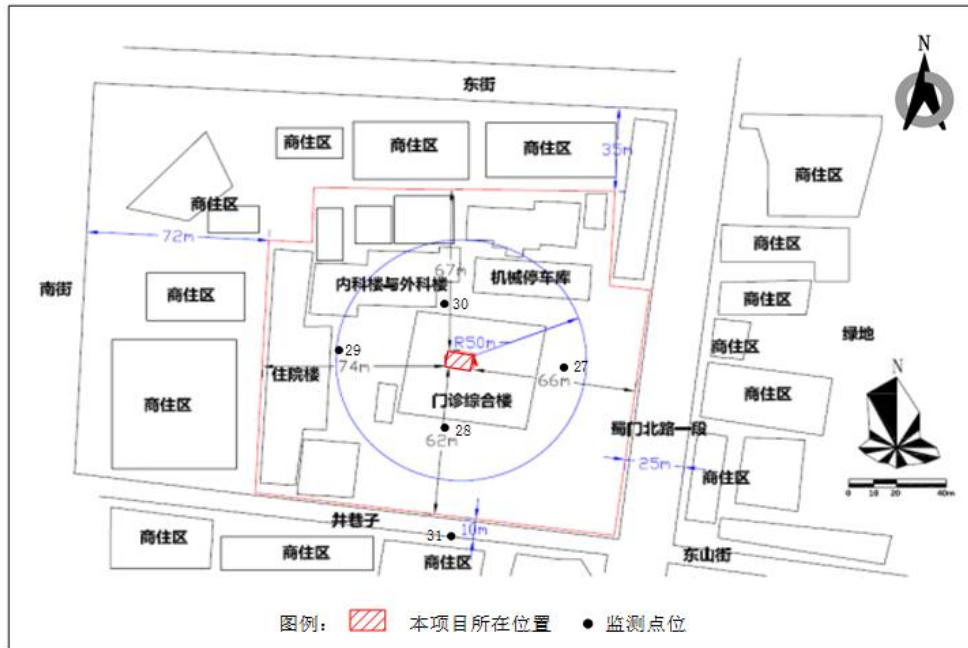 N
东街
商住区
商住区
商住区
35m
商住区
商住区
72m
商住区
67m
内科楼与外科楼
机械停车库
南街
商住区
30
商住区
绿地
R50m
商住区
29
74m
27
66m
N
住院楼
商住区
商住区
门诊综合楼
28
62m
蜀门北路一段
25m
商住区
0 10 20 40m
井巷子
10m
31
商住区
商住区
商住区
东山街
图例： 本项目所在位置 监测点位